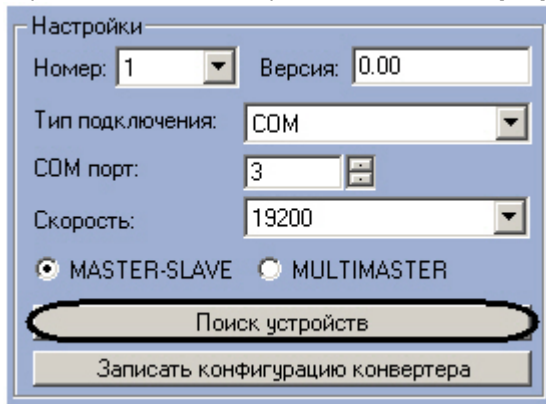 Настройки
Номер: 1 Версия: 0.00
Тип подключения: COM
COM порт: 3
Скорость: 19200
MASTER-SLAVE MULTIMASTER
Поиск устройств
Записать конфигурацию конвертера